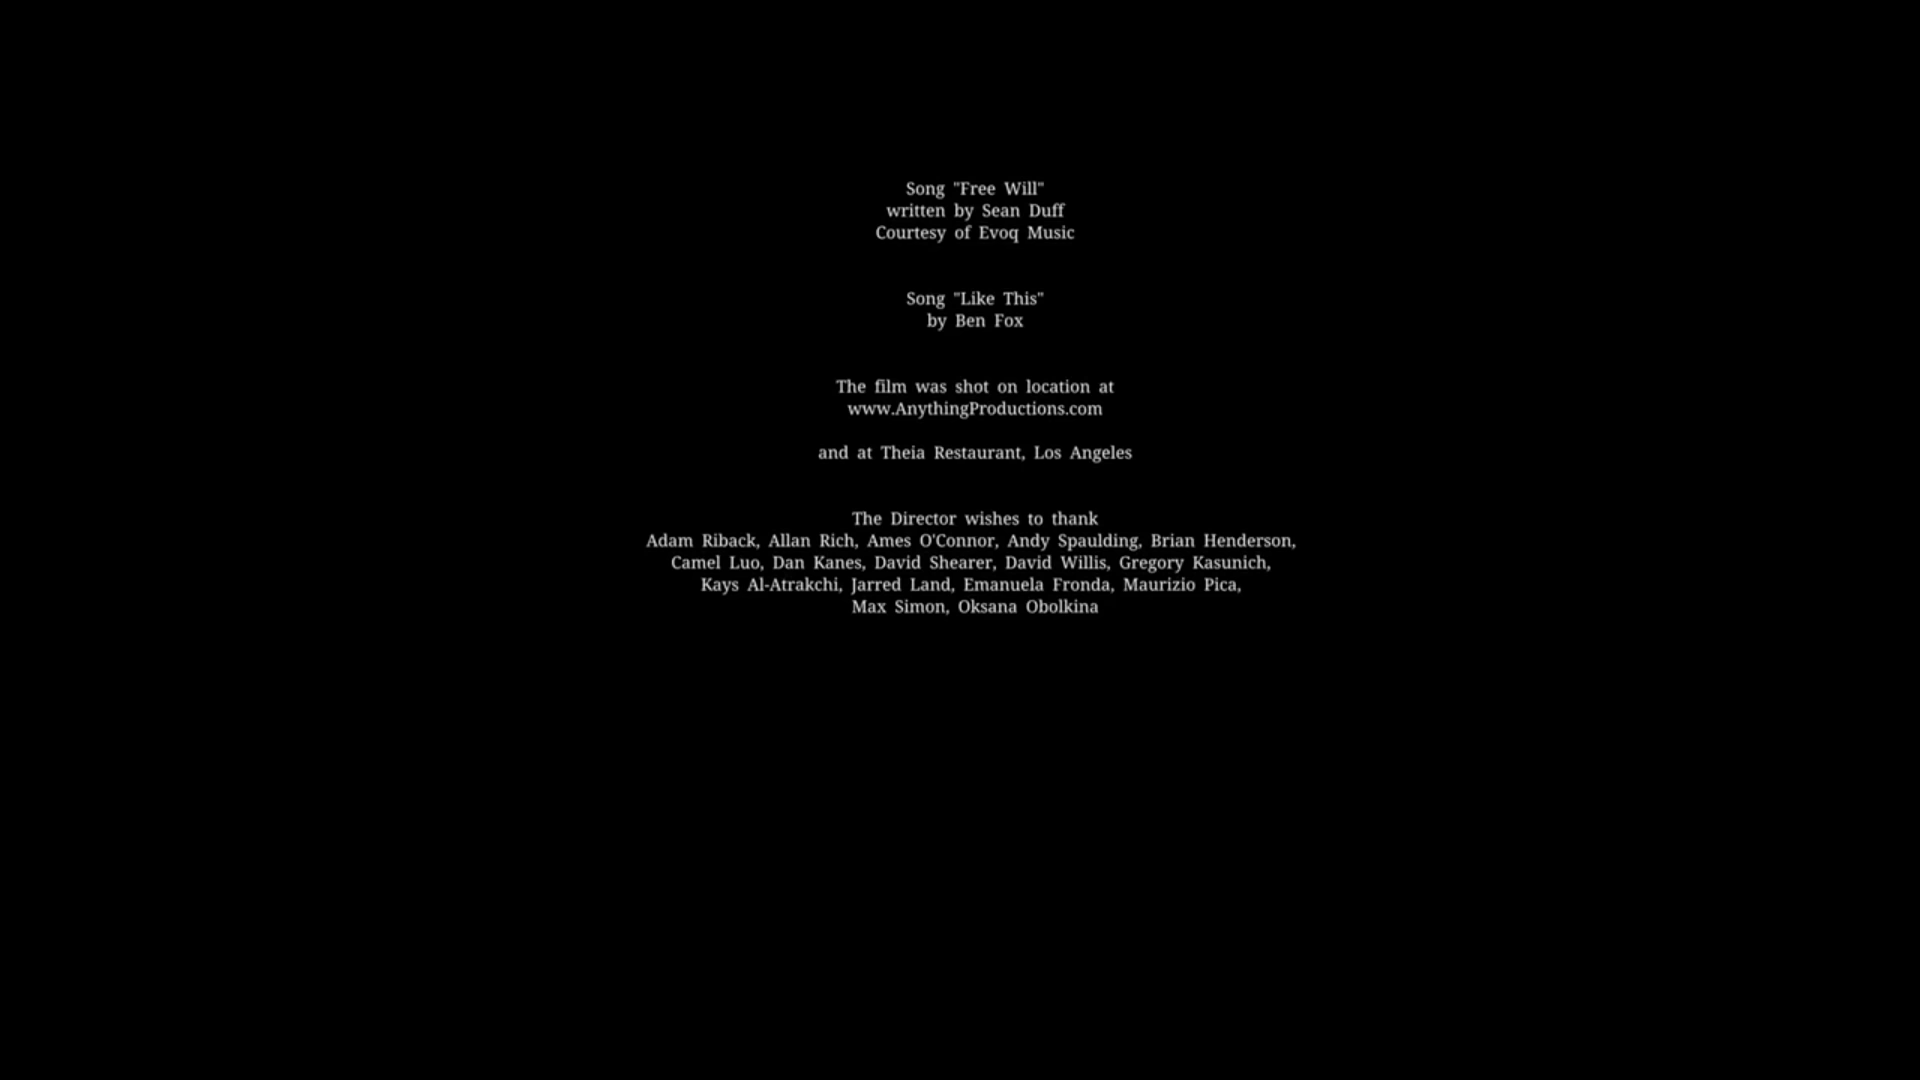 Song "Free Will"
written by Sean Duff
Courtesy of Evoq Music
Song "Like This"
by Ben Fox
The film was shot on location at
www.AnythingProductions.com
and at Theia Restaurant, Los Angeles
The Director wishes to thank
Adam Riback, Allan Rich, Ames O'Connor, Andy Spaulding, Brian Henderson,
Camel Luo, Dan Kanes, David Shearer, David Willis, Gregory Kasunich,
Kays Al-Atrakchi, Jarred Land, Emanuela Fronda, Maurizio Pica,
Max Simon, Oksana Obolkina